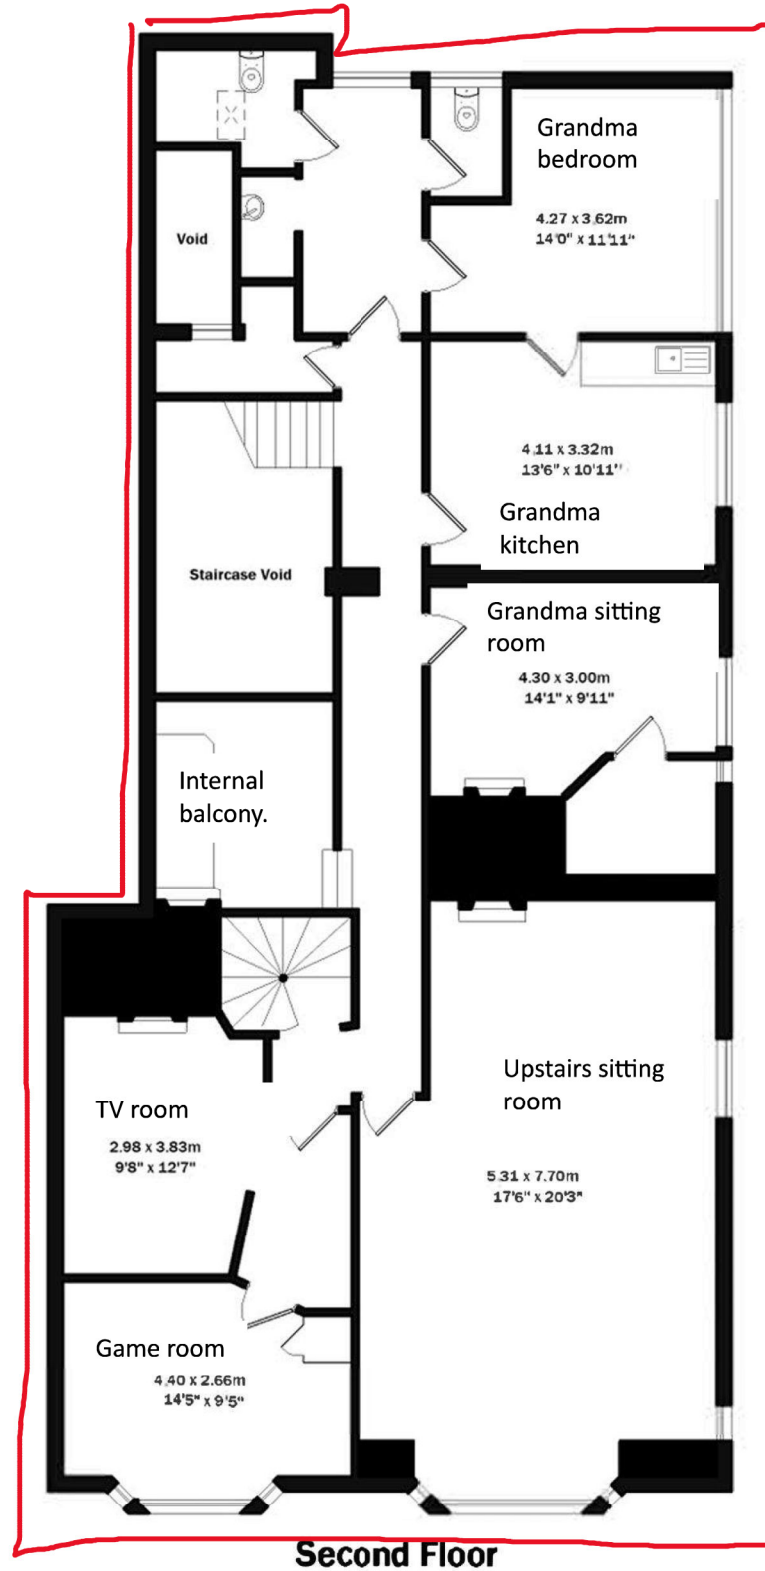 Grandma
bedroom
4.27 x 3.62m
14'0" x 11'11"
Void
4.11 x 3.32m
13'6" x 10'11"
Grandma
kitchen
Staircase Void
Grandma sitting
room
4.30 x 3.00m
14'1" x 9'11"
Internal
balcony.
Upstairs sitting
room
5.31 x 7.70m
17'6" x 20'3"
TV room
2.98 x 3.83m
9'8" x 12'7"
Game room
4.40 x 2.66m
14'5" x 9'5"
Second Floor